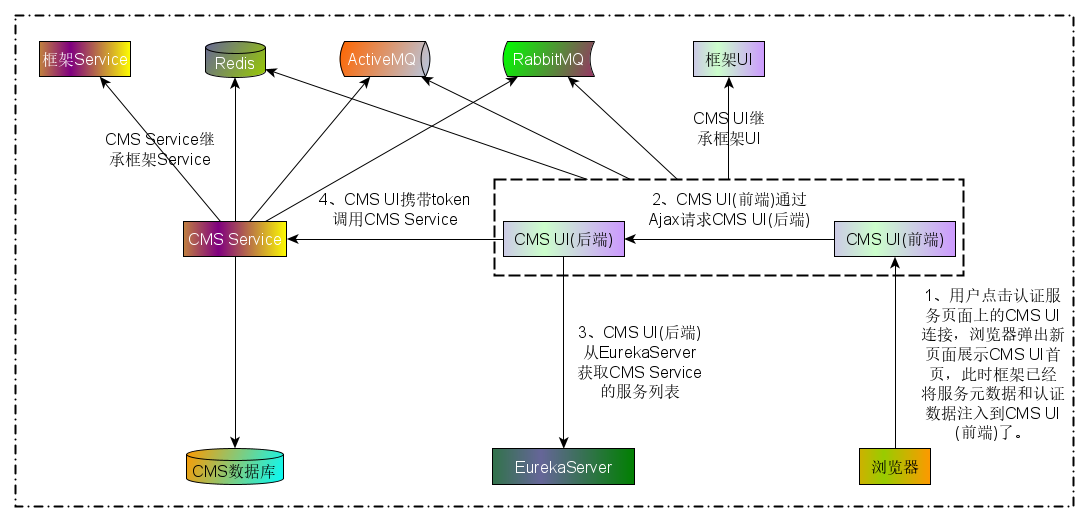 框架Service
Redis
ActiveMQ
RabbitMQ
框架UI
CMS Service继
承框架Service
CMS UI继
承框架UI
4、CMS UI携带token
调用CMS Service
2、CMS UI(前端)通过
Ajax请求CMS UI(后端)
CMS Service
CMS UI(后端)
CMS UI(前端)
3、CMS UI(后端)
从EurekaServer
获取CMS Service
的服务列表
1、用户点击认证服
务页面上的CMS UI
连接，浏览器弹出新
页面展示CMS UI首
页，此时框架已经
将服务元数据和认证
数据注入到CMS UI
(前端)了。
CMS数据库
EurekaServer
浏览器